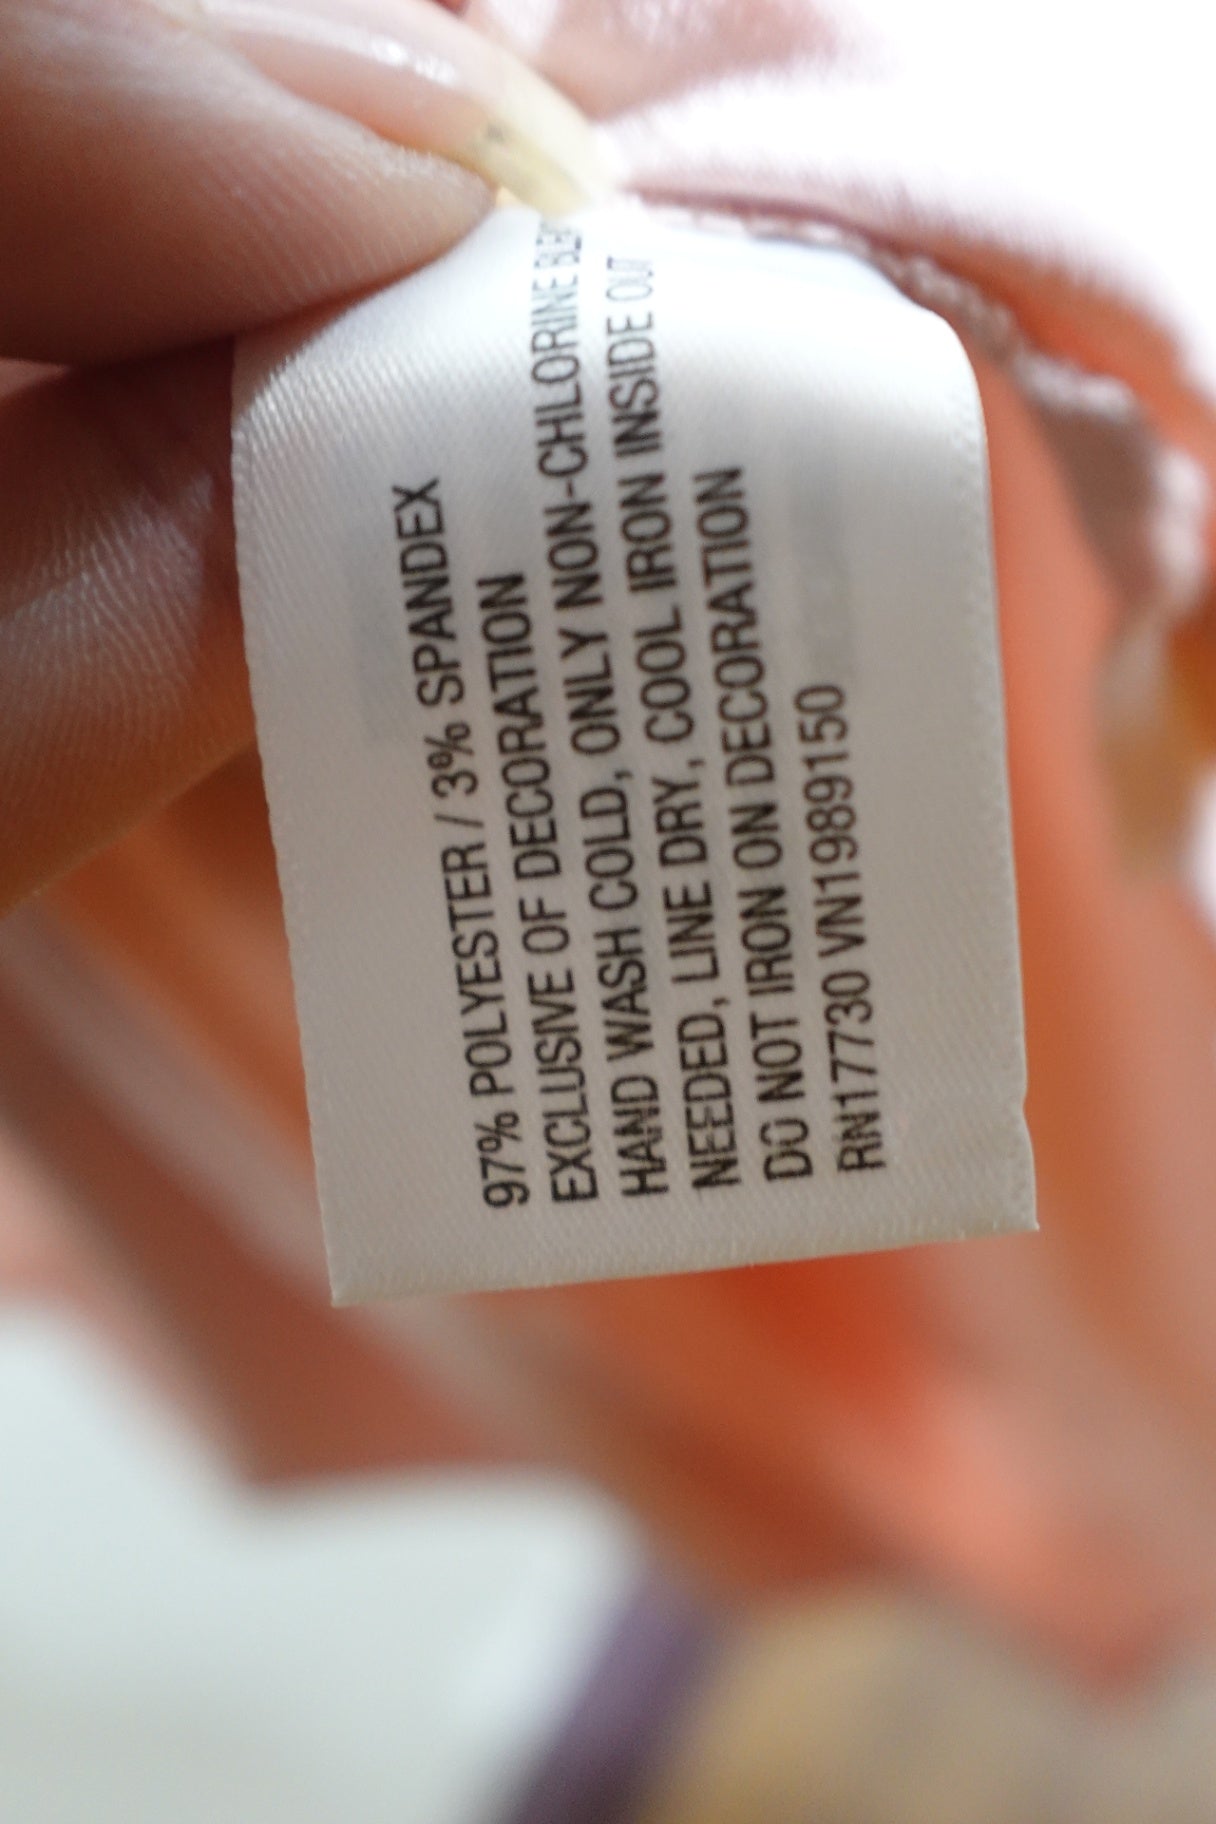 97% POLYESTER / 3% SPANDEX
EXCLUSIVE OF DECORATION
HAND WASH COLD, ONLY NON-CHLORINE
NEEDED, LINE DRY, COOL IRON INSIDE OUT
DO NOT IRON ON DECORATION
RN17730 VN1989150